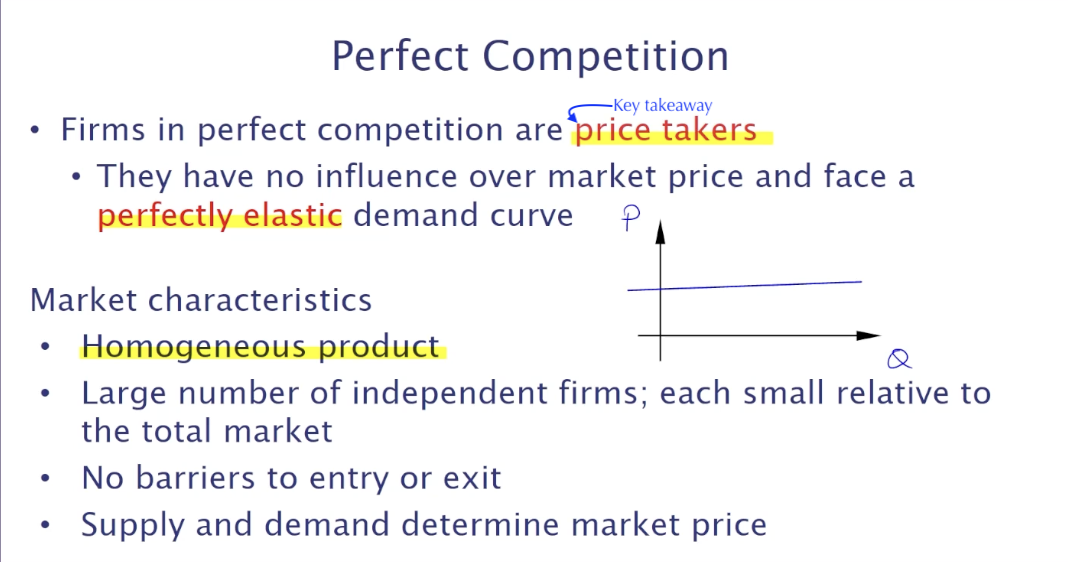 Perfect Competition
Key takeaway
• Firms in perfect competition are price takers
• They have no influence over market price and face a
perfectly elastic demand curve
P
Market characteristics
• Homogeneous product
Q
• Large number of independent firms; each small relative to
the total market
• No barriers to entry or exit
• Supply and demand determine market price